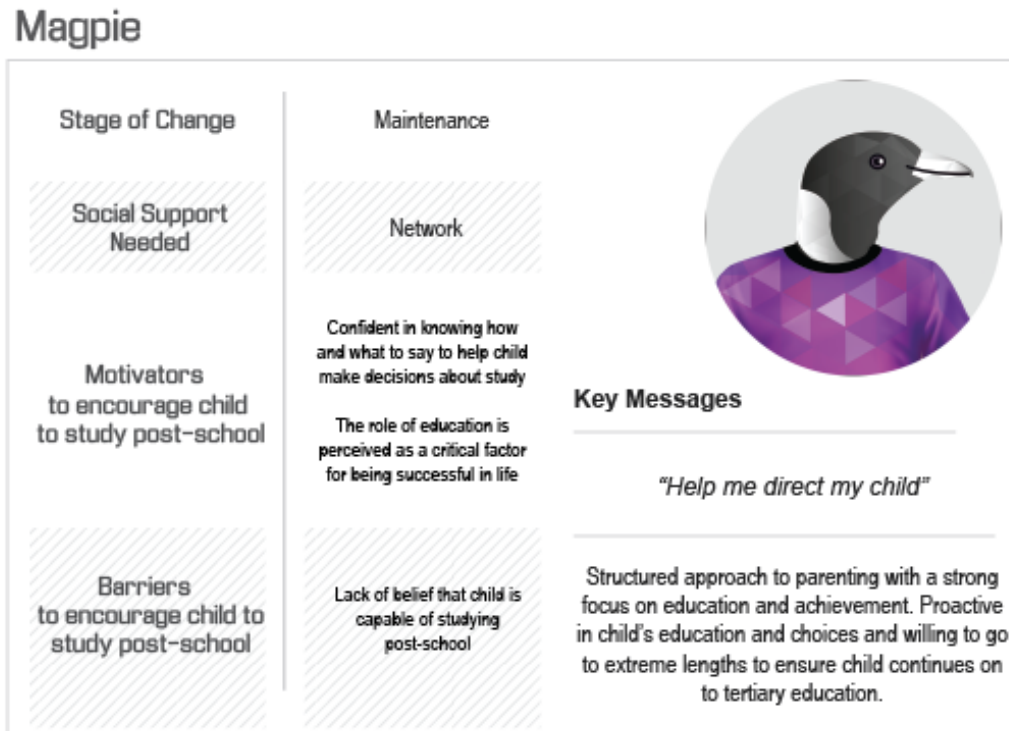 Magpie
Stage of Change
Maintenance
Social Support
Needed
Network
Motivators
to encourage child
to study post-school
Confident in knowing how
and what to say to help child
make decisions about study
The role of education is
perceived as a critical factor
for being successful in life
Barriers
to encourage child to
study post-school
Lack of belief that child is
capable of studying
post-school
Key Messages
“Help me direct my child”
Structured approach to parenting with a strong
focus on education and achievement. Proactive
in child's education and choices and willing to go
to extreme lengths to ensure child continues on
to tertiary education.